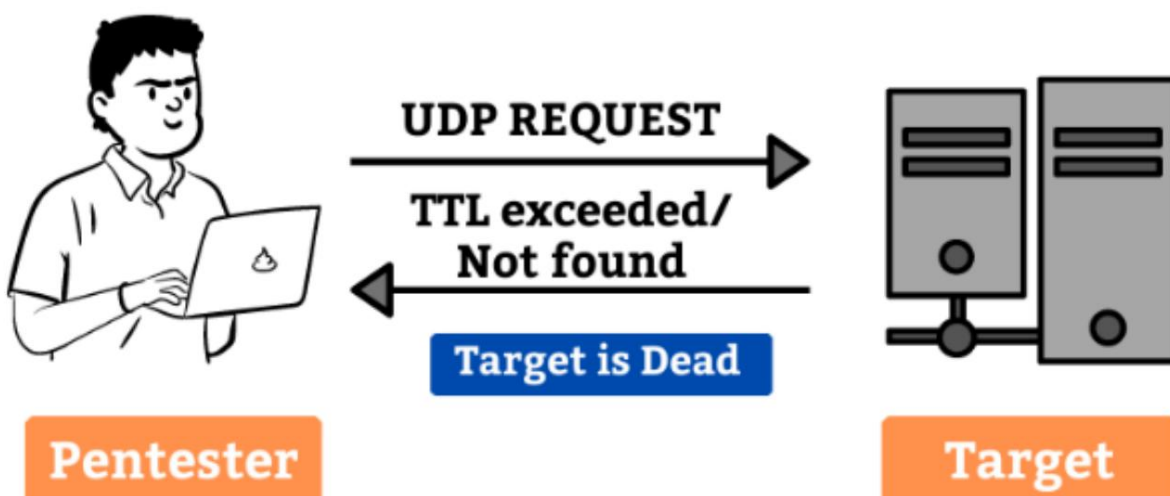 UDP REQUEST
TTL exceeded/
Not found
Target is Dead
Pentester
Target